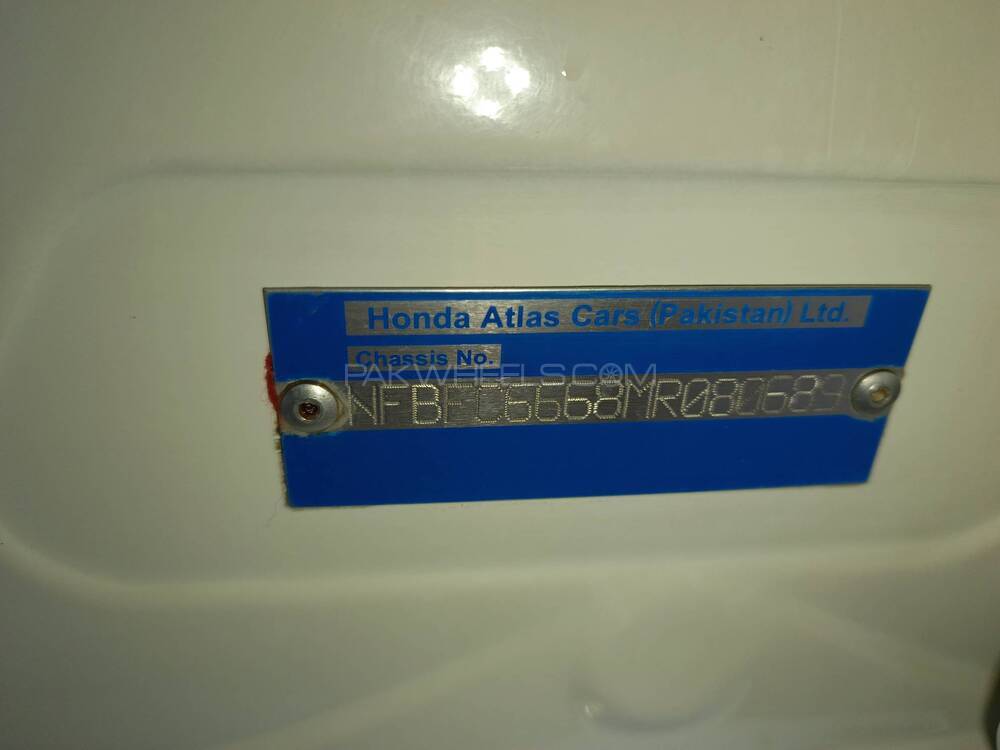 Honda Atlas Cars (Pakistan) Ltd.
Chassis No.
PAKWHEELS.COM
NFBFC6668MR080689